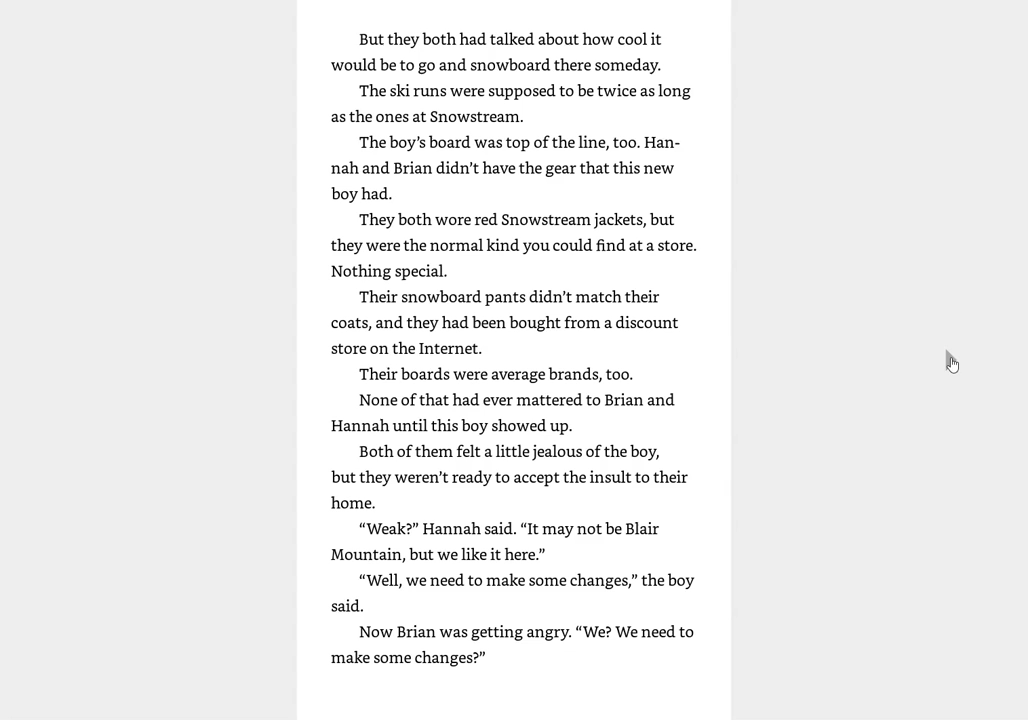 But they both had talked about how cool it
would be to go and snowboard there someday.
The ski runs were supposed to be twice as long
as the ones at Snowstream.
The boy’s board was top of the line, too. Han-
nah and Brian didn’t have the gear that this new
boy had.
They both wore red Snowstream jackets, but
they were the normal kind you could find at a store.
Nothing special.
Their snowboard pants didn’t match their
coats, and they had been bought from a discount
store on the Internet.
Their boards were average brands, too.
None of that had ever mattered to Brian and
Hannah until this boy showed up.
Both of them felt a little jealous of the boy,
but they weren’t ready to accept the insult to their
home.
“Weak?” Hannah said. “It may not be Blair
Mountain, but we like it here.”
“Well, we need to make some changes,” the boy
said.
Now Brian was getting angry. “We? We need to
make some changes?”